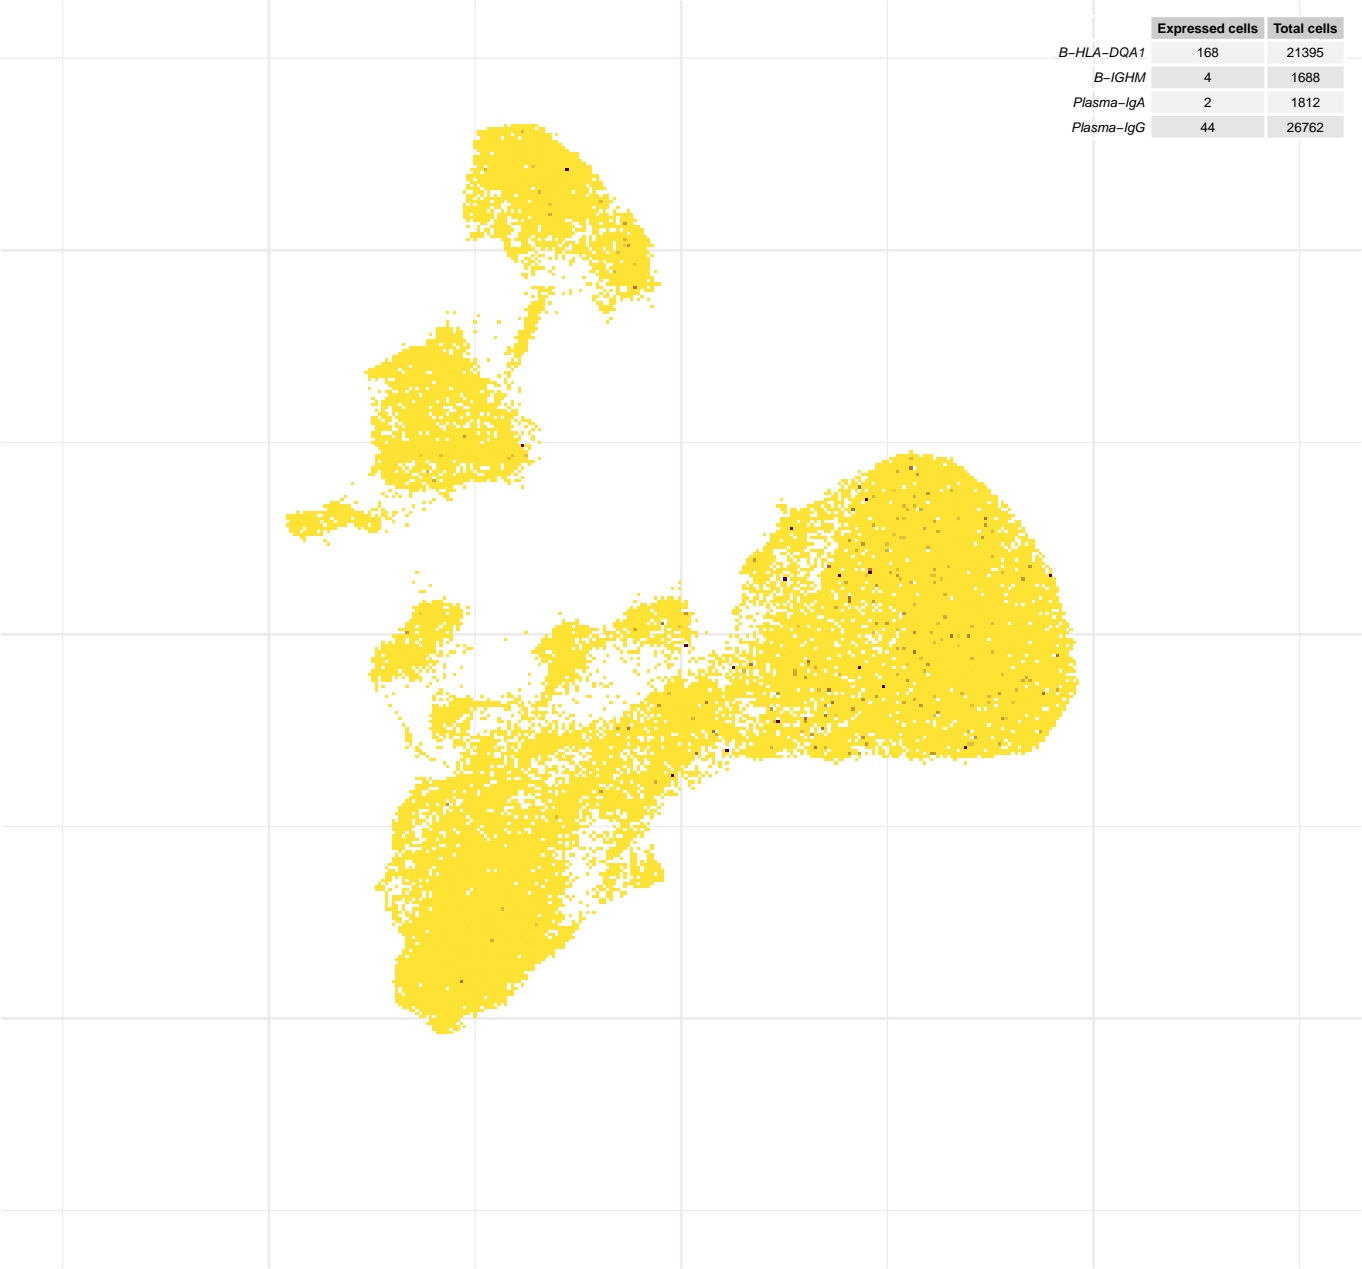 Expressed cells Total cells
B−HLA−DQA1 168 21395
B−IGHM 4 1688
Plasma−IgA 2 1812
Plasma−IgG 44 26762